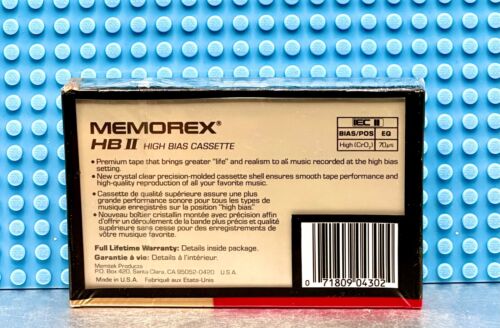 MEMOREX®
HB II HIGH BIAS CASSETTE
IEC II
BIAS/POS EQ
High (CrO₂) 70µs
• Premium tape that brings greater "life" and realism to all music recorded at the high bias
setting.
• New crystal clear precision-molded cassette shell ensures smooth tape performance and
high-quality reproduction of all your favorite music.
• Cassette de qualité supérieure assure une plus
grande performance sonore pour tous les types de
musique enregistrés sur la position "high bias."
• Nouveau boîtier cristallin montée avec précision afin
d'offrir un déroulement de la bande plus précis et qualité
supérieure sans cesse pour des enregistrements de
vôtre musique favorite.
Full Lifetime Warranty: Details inside package.
Garantie à vie: Détails à l'intérieur.
Memtek Products
P.O. Box 420, Santa Clara, CA 95052-0420 U.S.A.
Made in U.S.A. Fabriqué aux Etats-Unis
0 71809 04302 1